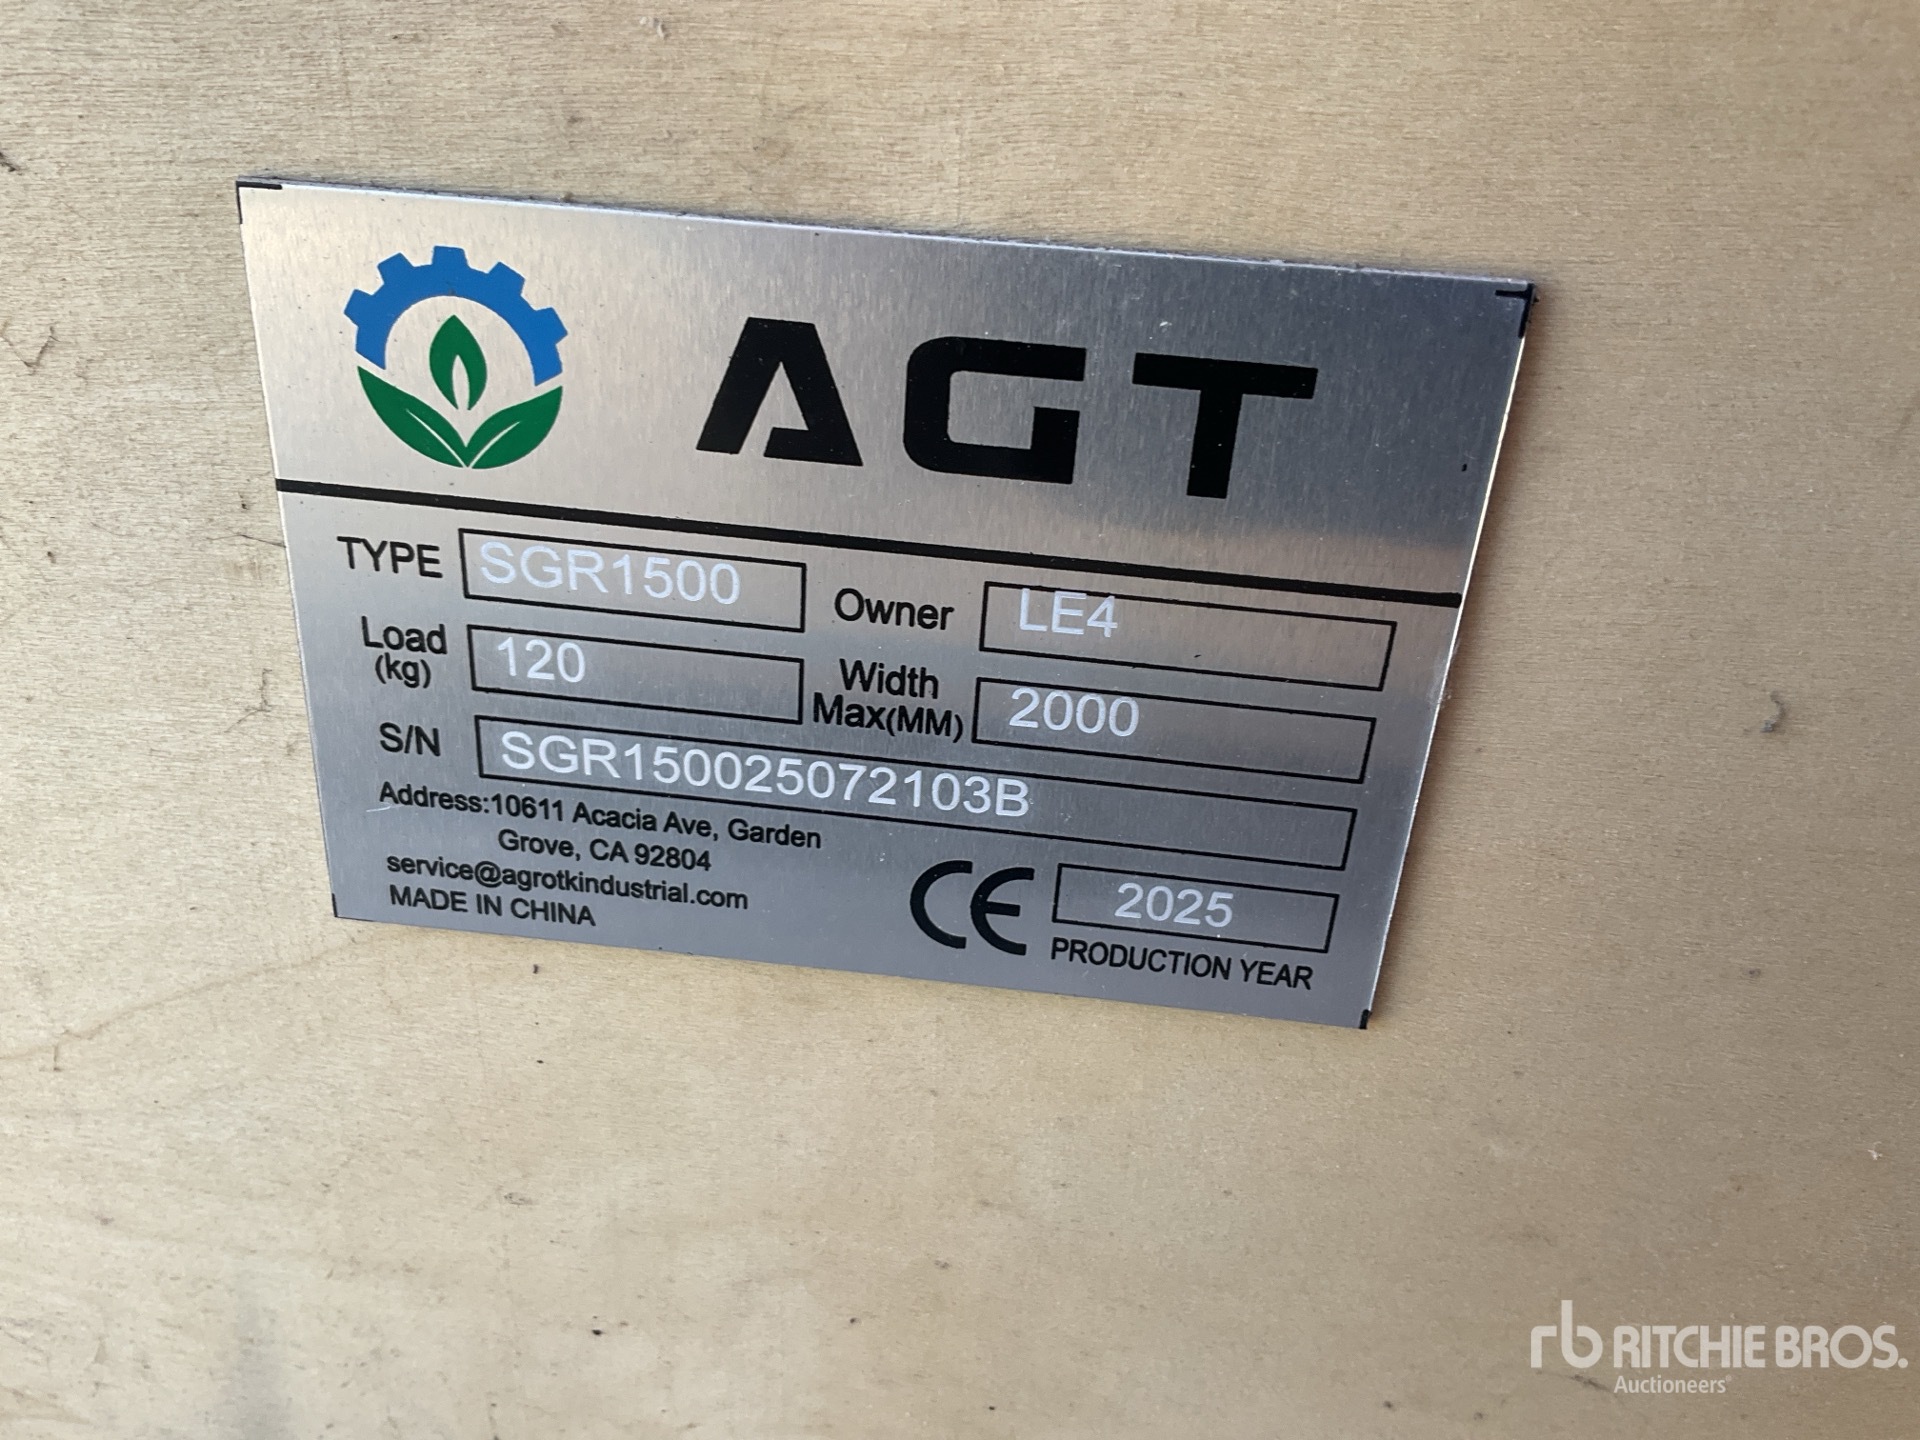 AGT
TYPE SGR1500 Owner LE4
Load (kg) 120 Width Max(MM) 2000
S/N SGR150025072103B
Address:10611 Acacia Ave, Garden
Grove, CA 92804
service@agrotkindustrial.com
MADE IN CHINA
CE 2025
PRODUCTION YEAR
rb RITCHIE BROS.
Auctioneers